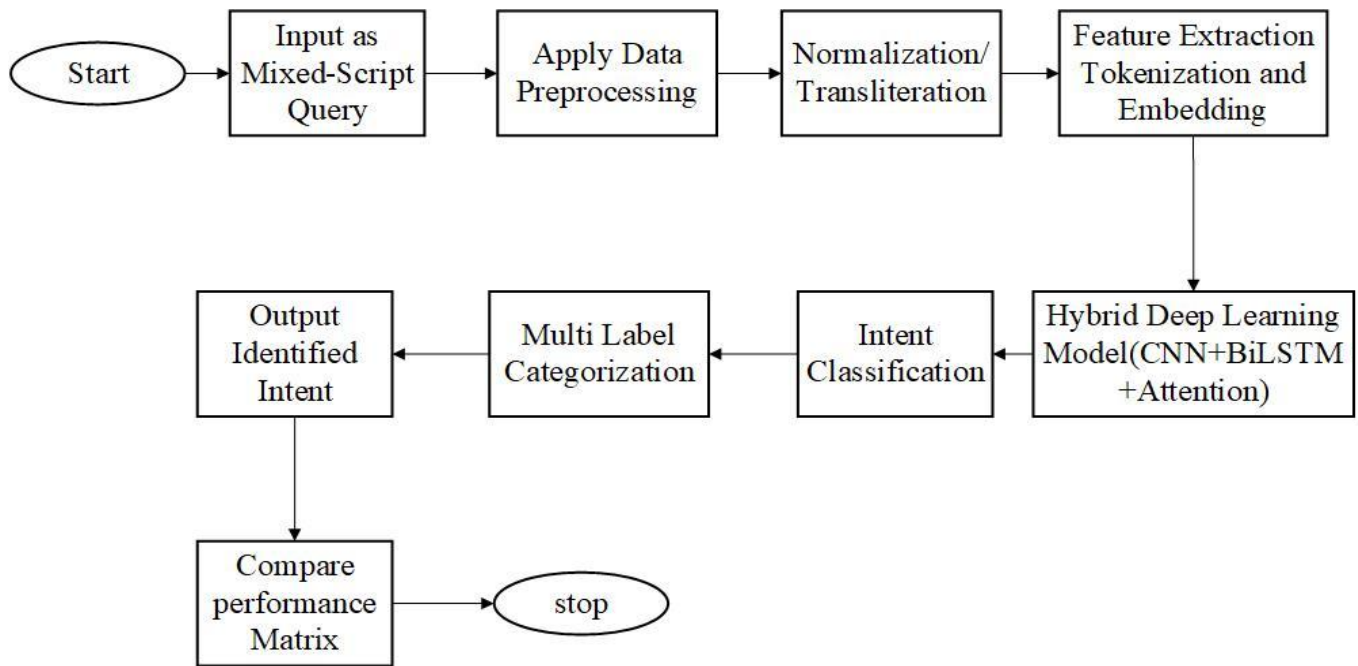 Start
Input as
Mixed-Script
Query
Apply Data
Preprocessing
Normalization/
Transliteration
Feature Extraction
Tokenization and
Embedding
Hybrid Deep Learning
Model(CNN+BiLSTM
+Attention)
Intent
Classification
Multi Label
Categorization
Output
Identified
Intent
Compare
performance
Matrix
stop